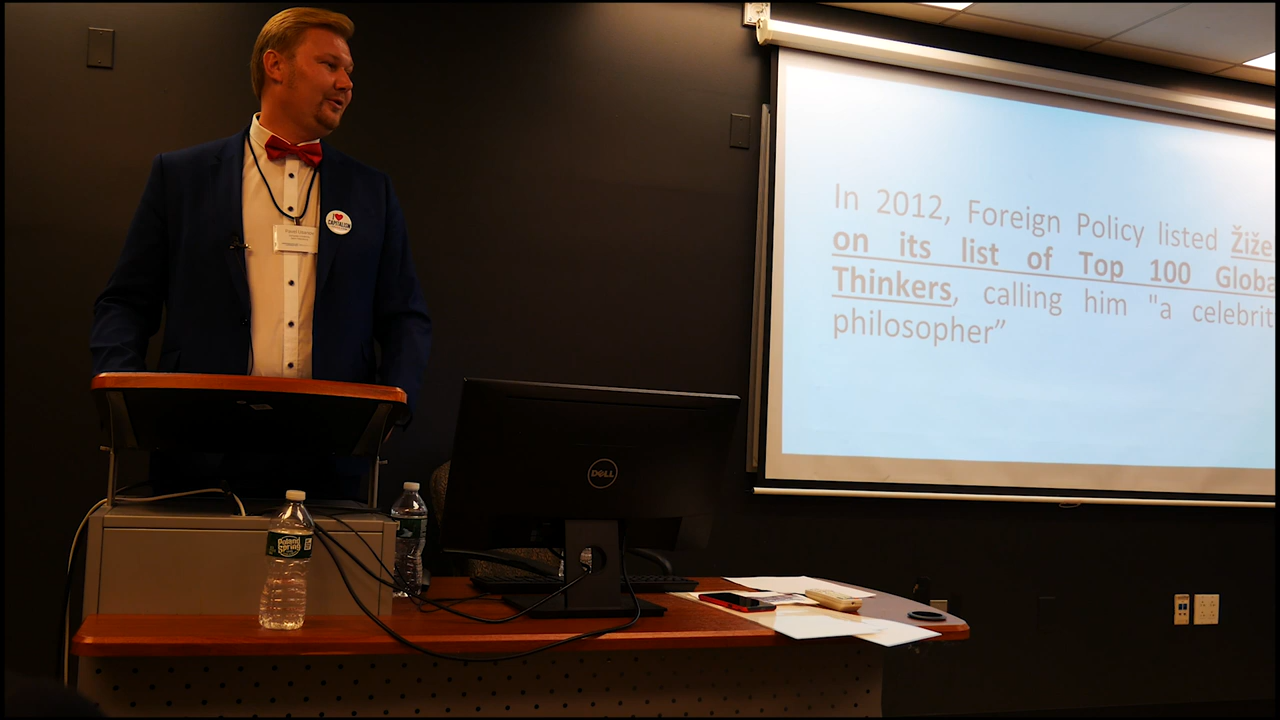 In 2012, Foreign Policy listed Žiže
on its list of Top 100 Globa
Thinkers, calling him "a celebrit
philosopher”
I
CAPITALISM
DELL
Poland
Spring